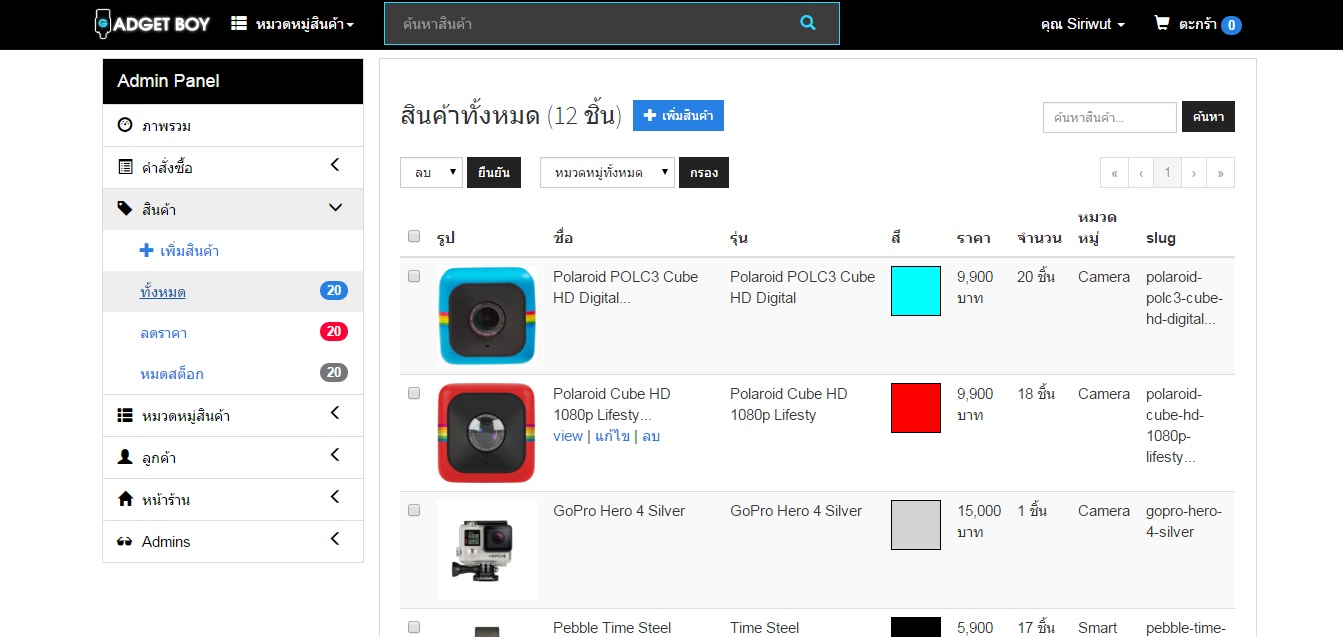 GADGET BOY หมวดหมู่สินค้า ค้นหาสินค้า คุณ Siriwut ตะกร้า 0
Admin Panel
ภาพรวม
คำสั่งซื้อ
สินค้า
เพิ่มสินค้า
ทั้งหมด 20
ลดราคา 20
หมดสต็อก 20
หมวดหมู่สินค้า
ลูกค้า
หน้าร้าน
Admins
สินค้าทั้งหมด (12 ชิ้น) เพิ่มสินค้า ค้นหาสินค้า... ค้นหา
ลบ ยืนยัน หมวดหมู่ทั้งหมด กรอง « ‹ 1 › »
รูป ชื่อ รุ่น สี ราคา จำนวน หมวด
หมู่ slug
Polaroid POLC3 Cube
HD Digital...
Polaroid POLC3 Cube
HD Digital
9,900
บาท
20 ชิ้น
Camera
polaroid-
polc3-cube-
hd-digital...
Polaroid Cube HD
1080p Lifesty...
view | แก้ไข | ลบ
Polaroid Cube HD
1080p Lifesty
9,900
บาท
18 ชิ้น
Camera
polaroid-
cube-hd-
1080p-
lifesty...
GoPro Hero 4 Silver
GoPro Hero 4 Silver
15,000
บาท
1 ชิ้น
Camera
gopro-hero-
4-silver
Pebble Time Steel
Time Steel
5,900
17 ชิ้น
Smart
pebble-time-